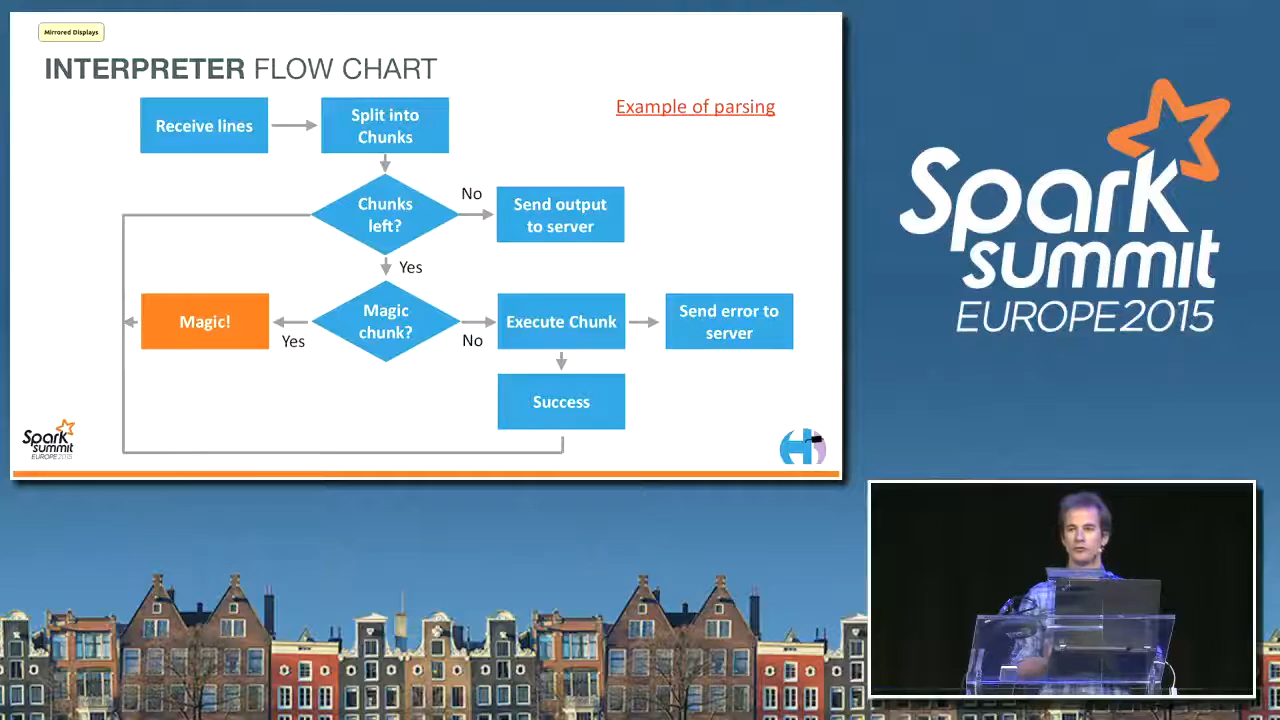 Mirrored Displays
INTERPRETER FLOW CHART
Example of parsing
Receive lines
Split into
Chunks
Chunks
left?
No
Send output
to server
Yes
Magic!
Yes
Magic
chunk?
No
Execute Chunk
Send error to
server
Success
Spark
summit
EUROPE 2015
Spark
summit
EUROPE 2015